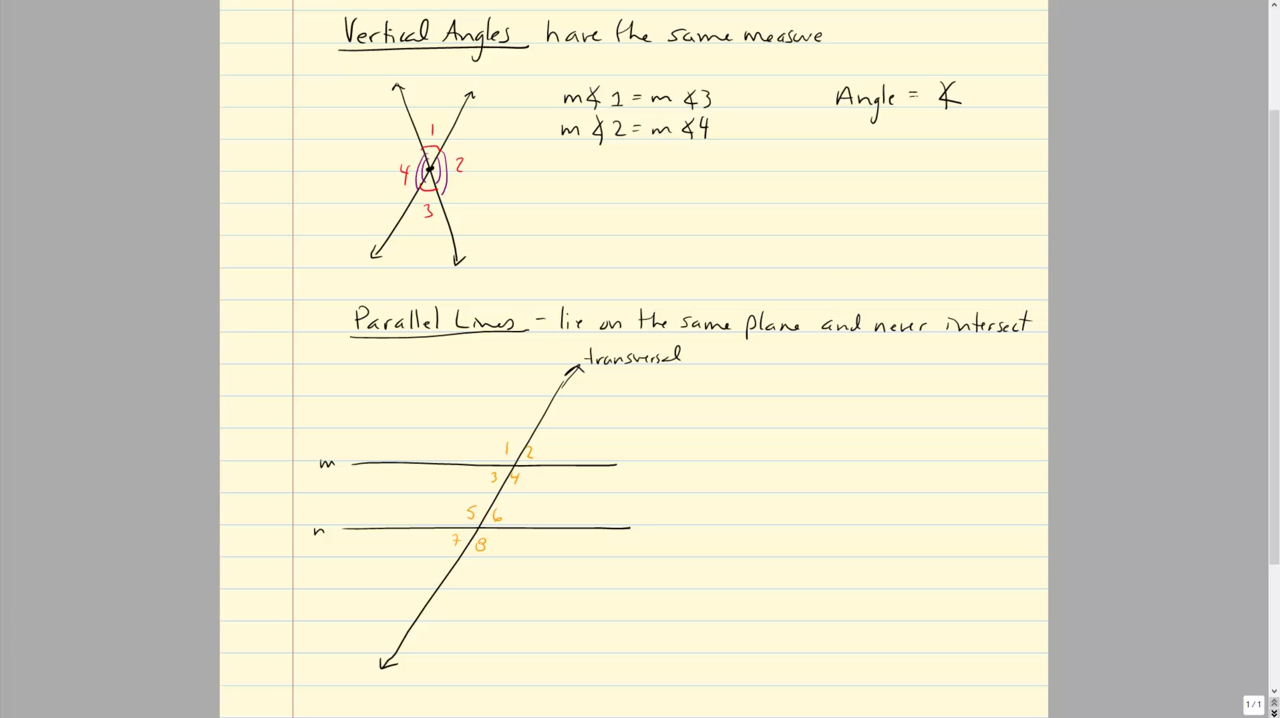 Vertical Angles have the same measure
m∡ 1 = m ∡3
Angle = ∡
m ∡ 2 = m ∡4
1
4 2
3
Parallel Lines - lie on the same plane and never intersect
transversal
1 2
m
3 4
5 6
n
7 8
1/1